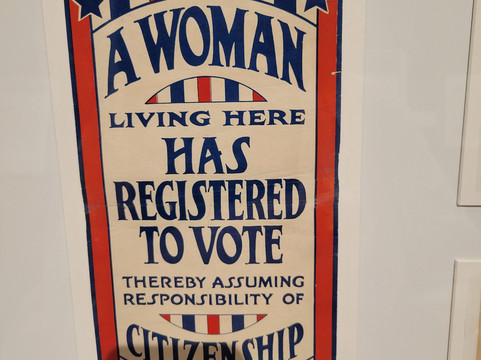 A WOMAN
LIVING HERE
HAS
REGISTERED
TO VOTE
THEREBY ASSUMING
RESPONSIBILITY OF
CITIZENSHIP